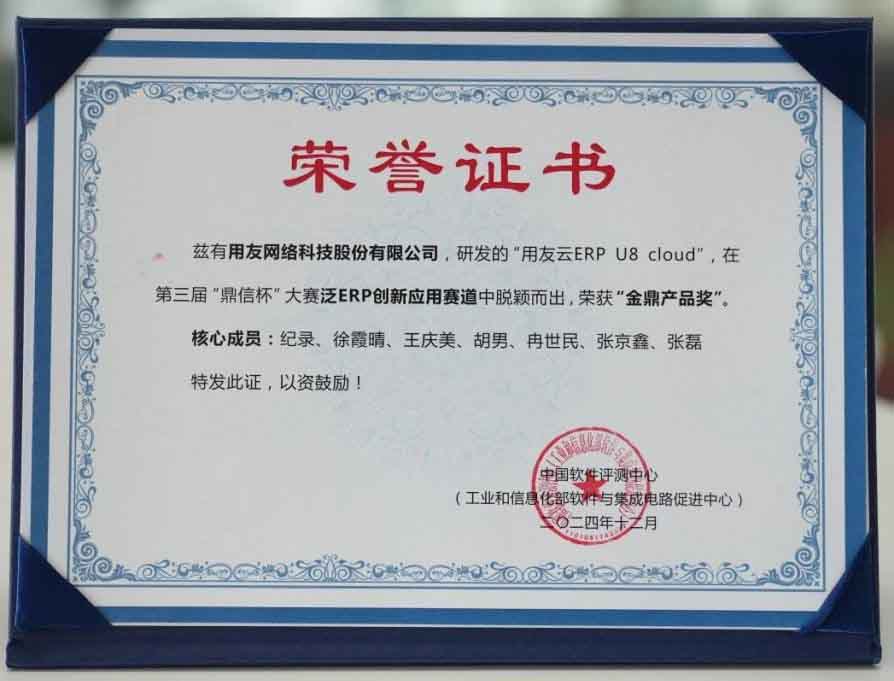 荣誉证书
兹有用友网络科技股份有限公司，研发的“用友云ERP U8 cloud”，在
第三届“鼎信杯”大赛泛ERP创新应用赛道中脱颖而出，荣获“金鼎产品奖”。
核心成员：纪录、徐霞晴、王庆美、胡男、冉世民、张京鑫、张磊
特发此证，以资鼓励！
中国软件评测中心
（工业和信息化部软件与集成电路促进中心）
二〇二四年十二月